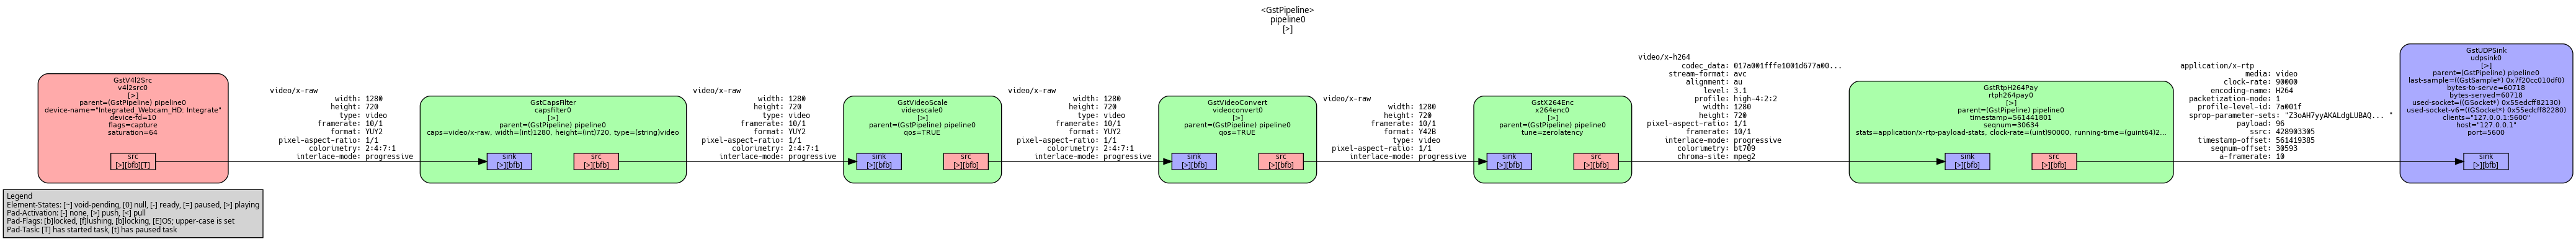 <GstPipeline>
pipeline0
[>]
GstV4l2Src
v4l2src0
[>]
parent=(GstPipeline) pipeline0
device-name="Integrated_Webcam_HD: Integrate"
device-fd=10
flags=capture
saturation=64
src
[>][bfb][T]
video/x-raw
width: 1280
height: 720
type: video
framerate: 10/1
format: YUY2
pixel-aspect-ratio: 1/1
colorimetry: 2:4:7:1
interlace-mode: progressive
GstCapsFilter
capsfilter0
[>]
parent=(GstPipeline) pipeline0
caps=video/x-raw, width=(int)1280, height=(int)720, type=(string)video
sink
[>][bfb]
src
[>][bfb]
video/x-raw
width: 1280
height: 720
type: video
framerate: 10/1
format: YUY2
pixel-aspect-ratio: 1/1
colorimetry: 2:4:7:1
interlace-mode: progressive
GstVideoScale
videoscale0
[>]
parent=(GstPipeline) pipeline0
qos=TRUE
sink
[>][bfb]
src
[>][bfb]
video/x-raw
width: 1280
height: 720
type: video
framerate: 10/1
format: YUY2
pixel-aspect-ratio: 1/1
colorimetry: 2:4:7:1
interlace-mode: progressive
GstVideoConvert
videoconvert0
[>]
parent=(GstPipeline) pipeline0
qos=TRUE
sink
[>][bfb]
src
[>][bfb]
video/x-raw
width: 1280
height: 720
framerate: 10/1
format: Y42B
type: video
pixel-aspect-ratio: 1/1
interlace-mode: progressive
GstX264Enc
x264enc0
[>]
parent=(GstPipeline) pipeline0
tune=zerolatency
sink
[>][bfb]
src
[>][bfb]
video/x-h264
codec_data: 017a001fffe1001d677a00...
stream-format: avc
alignment: au
level: 3.1
profile: high-4:2:2
width: 1280
height: 720
pixel-aspect-ratio: 1/1
framerate: 10/1
interlace-mode: progressive
colorimetry: bt709
chroma-site: mpeg2
GstRtpH264Pay
rtph264pay0
[>]
parent=(GstPipeline) pipeline0
timestamp=561441801
seqnum=30634
stats=application/x-rtp-payload-stats, clock-rate=(uint)90000, running-time=(guint64)2...
sink
[>][bfb]
src
[>][bfb]
application/x-rtp
media: video
clock-rate: 90000
encoding-name: H264
packetization-mode: 1
profile-level-id: 7a001f
sprop-parameter-sets: "Z3oAH7yyAKALdgLUBAQ... "
payload: 96
ssrc: 428903305
timestamp-offset: 561419385
seqnum-offset: 30593
a-framerate: 10
GstUDPSink
udpsink0
[>]
parent=(GstPipeline) pipeline0
last-sample=((GstSample*) 0x7f20cc010df0)
bytes-to-serve=60718
bytes-served=60718
used-socket=((GSocket*) 0x55edcff82130)
used-socket-v6=((GSocket*) 0x55edcff82280)
clients="127.0.0.1:5600"
host="127.0.0.1"
port=5600
sink
[>][bfb]
Legend
Element-States: [~] void-pending, [0] null, [-] ready, [=] paused, [>] playing
Pad-Activation: [-] none, [>] push, [<] pull
Pad-Flags: [b]locked, [f]lushing, [b]locking, [E]OS; upper-case is set
Pad-Task: [T] has started task, [t] has paused task